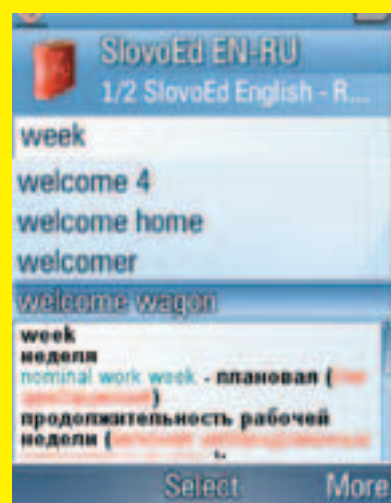 SlovoEd EN-RU
1/2 SlovoEd English - R...
week
welcome 4
welcome home
welcomer
welcome wagon
week
неделя
nominal work week - плановая (
)
продолжительность рабочей
недели (
Select More